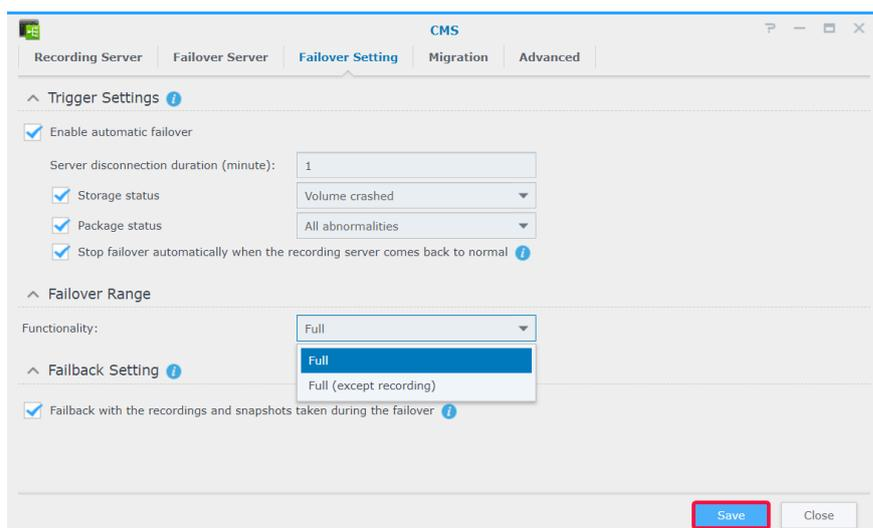 CMS
Recording Server Failover Server Failover Setting Migration Advanced
Trigger Settings
Enable automatic failover
Server disconnection duration (minute): 1
Storage status Volume crashed
Package status All abnormalities
Stop failover automatically when the recording server comes back to normal
Failover Range
Functionality: Full
Full
Full (except recording)
Failback Setting
Failback with the recordings and snapshots taken during the failover
Save Close